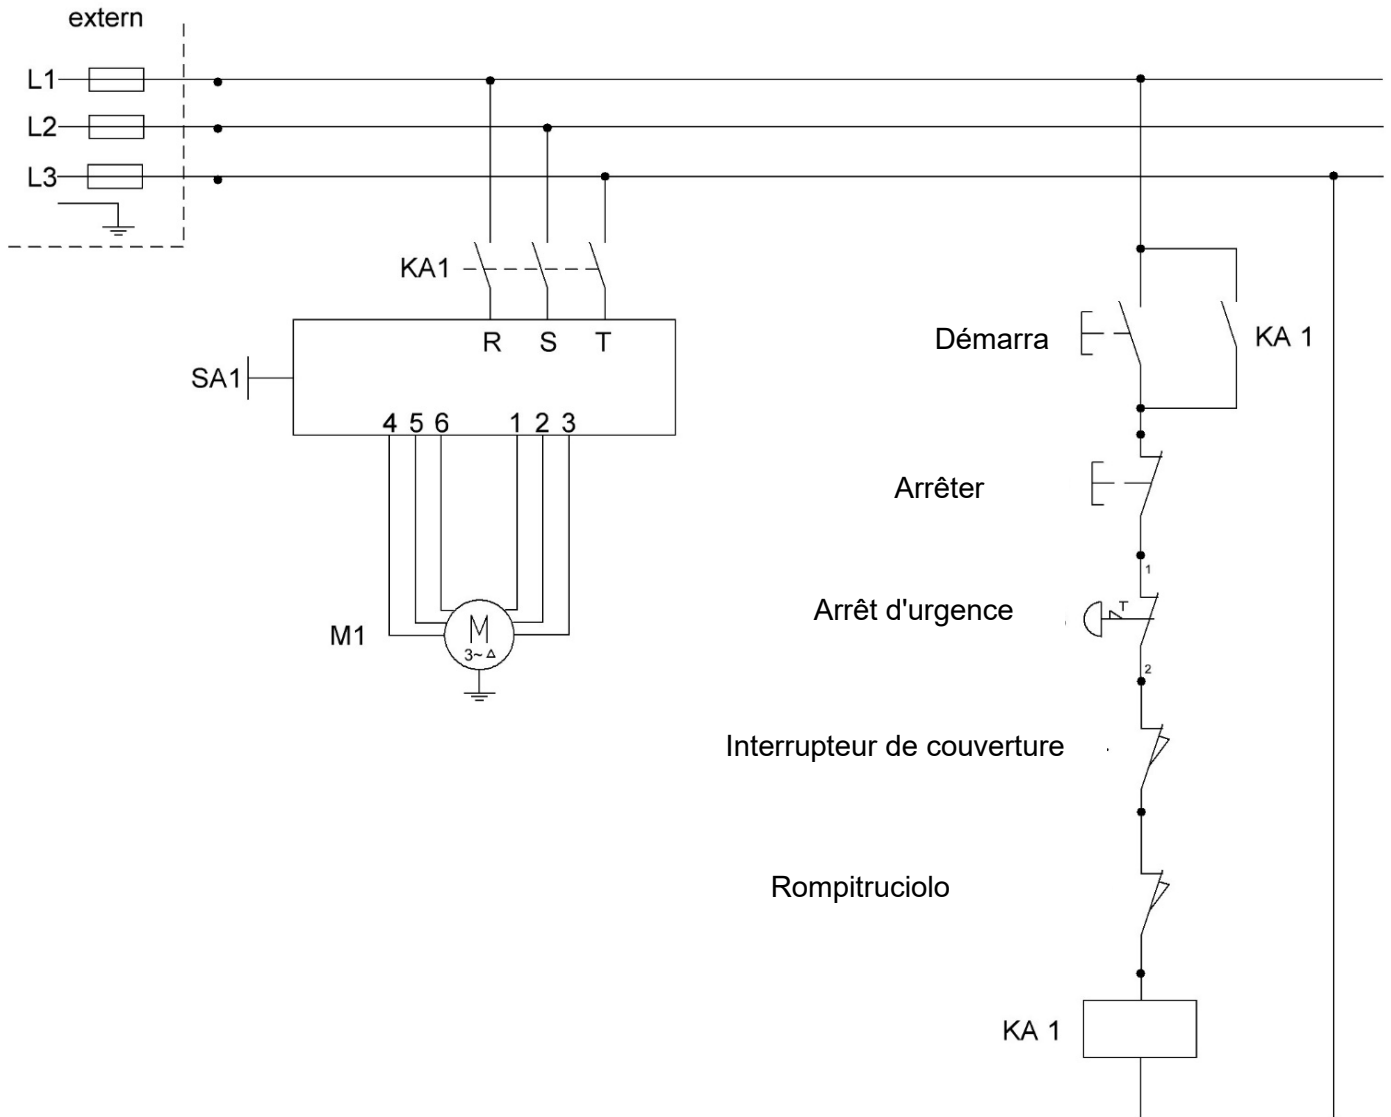 extern
L1
L2
L3
KA1
R S T
SA1
4 5 6 1 2 3
M1
M
3~ Δ
Démarra
KA 1
Arrêter
1
Arrêt d'urgence
T
2
Interrupteur de couverture
Rompitruciolo
KA 1